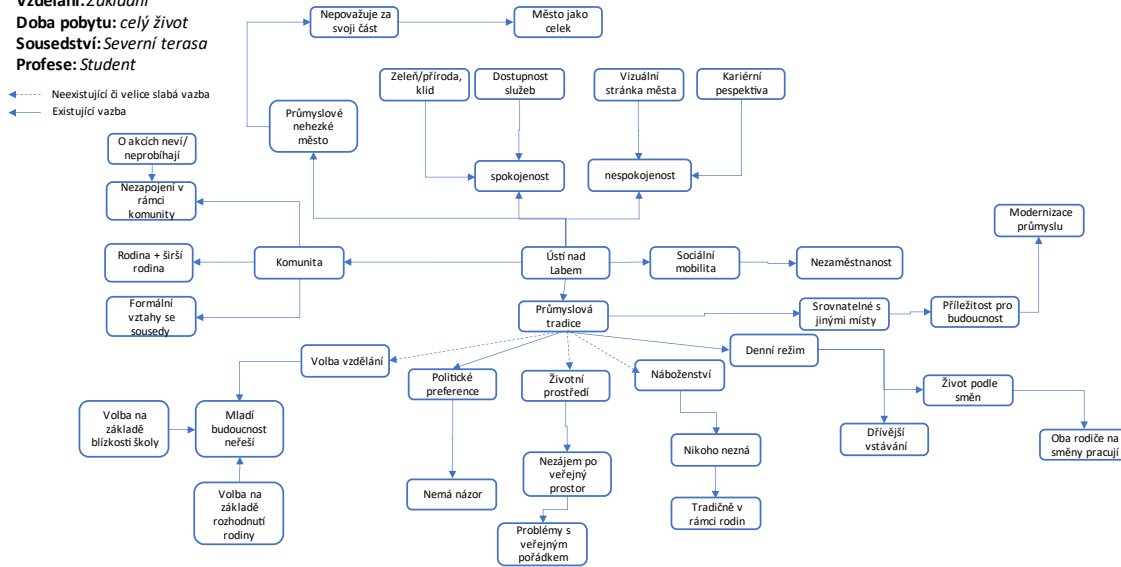 Vzdělání: Základní
Doba pobytu: celý život
Sousedství: Severní terasa
Profese: Student
Neexistující či velice slabá vazba
Existující vazba
Nepovažuje za
svoji část
Město jako
celek
Zeleň/příroda,
klid
Dostupnost
služeb
Vizuální
stránka města
Kariérní
pespektiva
Průmyslové
nehezké
město
O akcích neví/
neprobíhají
Nezapojení v
rámci
komunity
spokojenost
nespokojenost
Modernizace
průmyslu
Rodina + širší
rodina
Komunita
Ústí nad
Labem
Sociální
mobilita
Nezaměstnanost
Formální
vztahy se
sousedy
Průmyslová
tradice
Srovnatelné s
jinými místy
Příležitost pro
budoucnost
Volba vzdělání
Politické
preference
Životní
prostředí
Náboženství
Denní režim
Život podle
směn
Volba na
základě
blízkosti školy
Mladí
budoucnost
neřeší
Nikoho nezná
Dřívější
vstávání
Oba rodiče na
směny pracují
Volba na
základě
rozhodnutí
rodiny
Nemá názor
Nezájem po
veřejný
prostor
Tradičně v
rámci rodin
Problémy s
veřejným
pořádkem